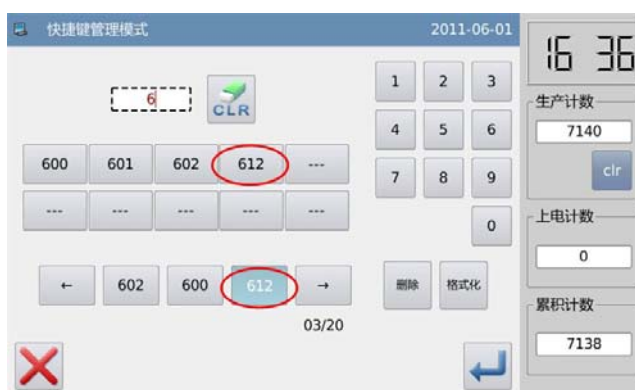 快捷键管理模式 2011-06-01
16 36
6 CLR
1 2 3
生产计数
7140
4 5 6
600 601 602 612 ---
7 8 9
clr
--- --- --- --- ---
0
上电计数
0
← 602 600 612 → 删除 格式化
03/20
累积计数
7138